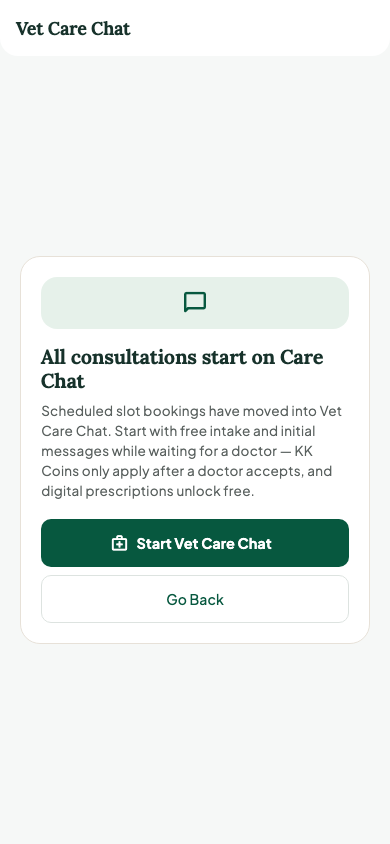 Vet Care Chat
All consultations start on Care
Chat
Scheduled slot bookings have moved into Vet
Care Chat. Start with free intake and initial
messages while waiting for a doctor — KK
Coins only apply after a doctor accepts, and
digital prescriptions unlock free.
Start Vet Care Chat
Go Back